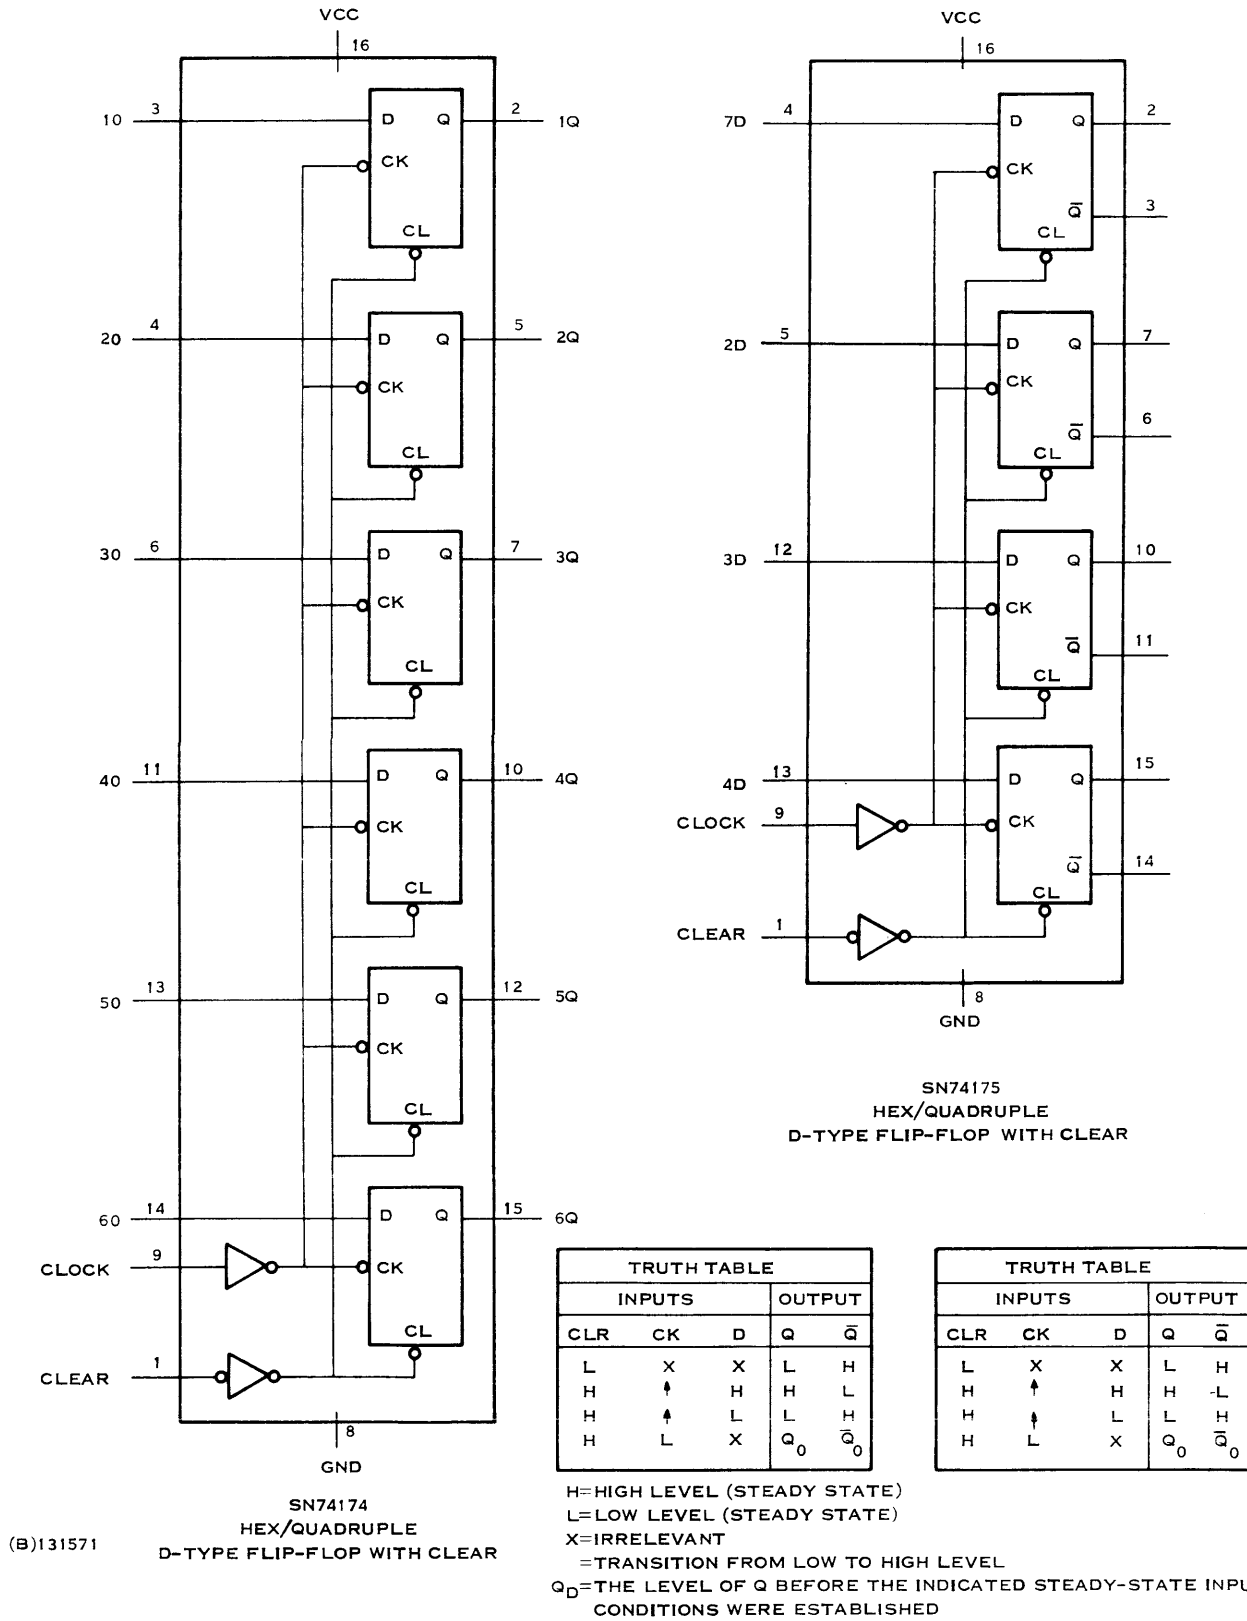 VCC
16
10 3 D Q 2 1Q
CK
CL
20 4 D Q 5 2Q
CK
CL
30 6 D Q 7 3Q
CK
CL
40 11 D Q 10 4Q
CK
CL
50 13 D Q 12 5Q
CK
CL
60 14 D Q 15 6Q
CLOCK 9 CK
CL
CLEAR 1
8
GND
SN74174
HEX/QUADRUPLE
D-TYPE FLIP-FLOP WITH CLEAR
(B)131571
VCC
16
7D 4 D Q 2
CK
Q̅ 3
CL
2D 5 D Q 7
CK
Q̅ 6
CL
3D 12 D Q 10
CK
Q̅ 11
CL
4D 13 D Q 15
CLOCK 9 CK
Q̅ 14
CL
CLEAR 1
8
GND
SN74175
HEX/QUADRUPLE
D-TYPE FLIP-FLOP WITH CLEAR
TRUTH TABLE
INPUTS OUTPUT
CLR CK D Q Q̅
L X X L H
H ↑ H H L
H ↑ L L H
H L X Q0 Q̅0
TRUTH TABLE
INPUTS OUTPUT
CLR CK D Q Q̅
L X X L H
H ↑ H H -L
H ↑ L L H
H L X Q0 Q̅0
H=HIGH LEVEL (STEADY STATE)
L=LOW LEVEL (STEADY STATE)
X=IRRELEVANT
=TRANSITION FROM LOW TO HIGH LEVEL
QD=THE LEVEL OF Q BEFORE THE INDICATED STEADY-STATE INPU
CONDITIONS WERE ESTABLISHED